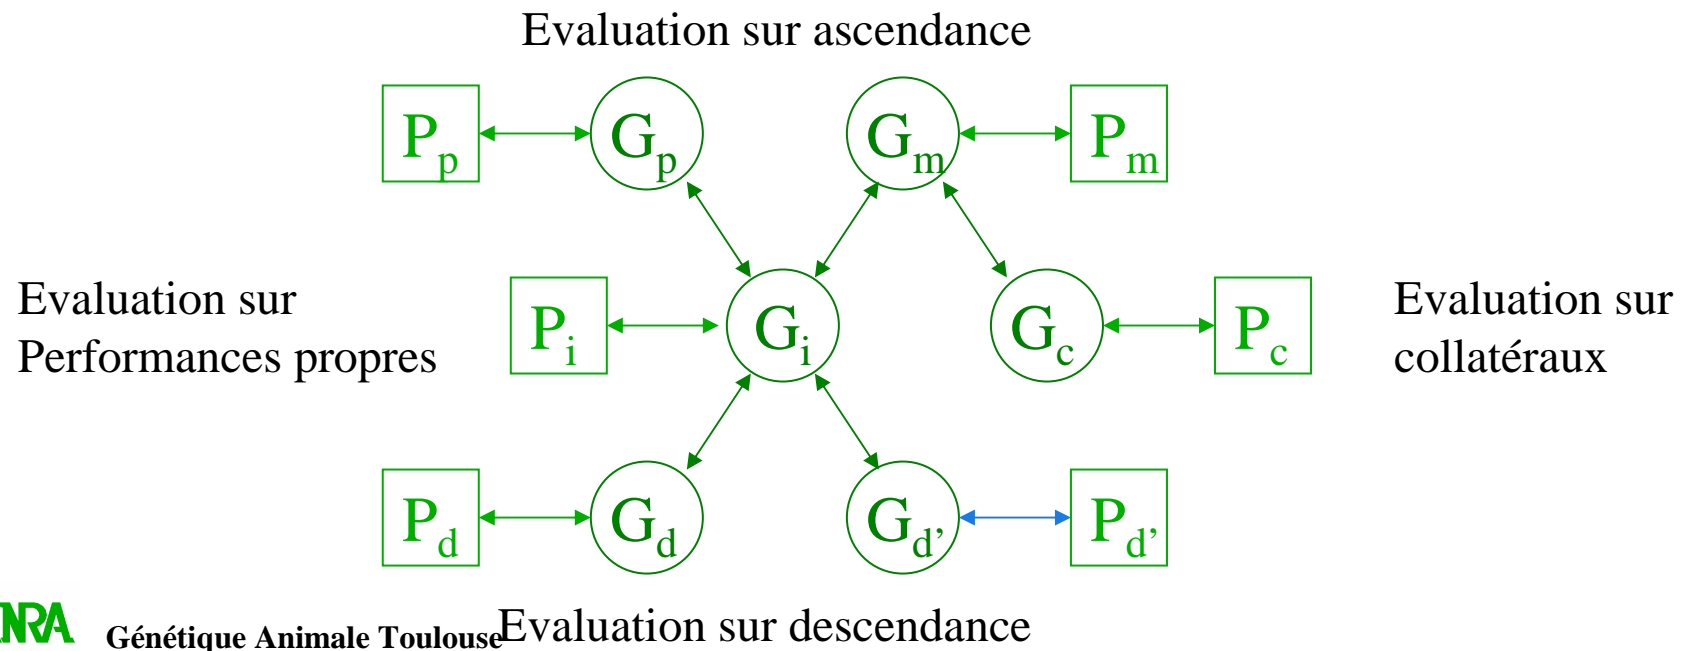 Evaluation sur ascendance
Pp Gp Gm Pm
Evaluation sur
Performances propres
Pi Gi Gc Pc
Evaluation sur
collatéraux
Pd Gd Gd’ Pd’
NRA Génétique Animale Toulouse
Evaluation sur descendance